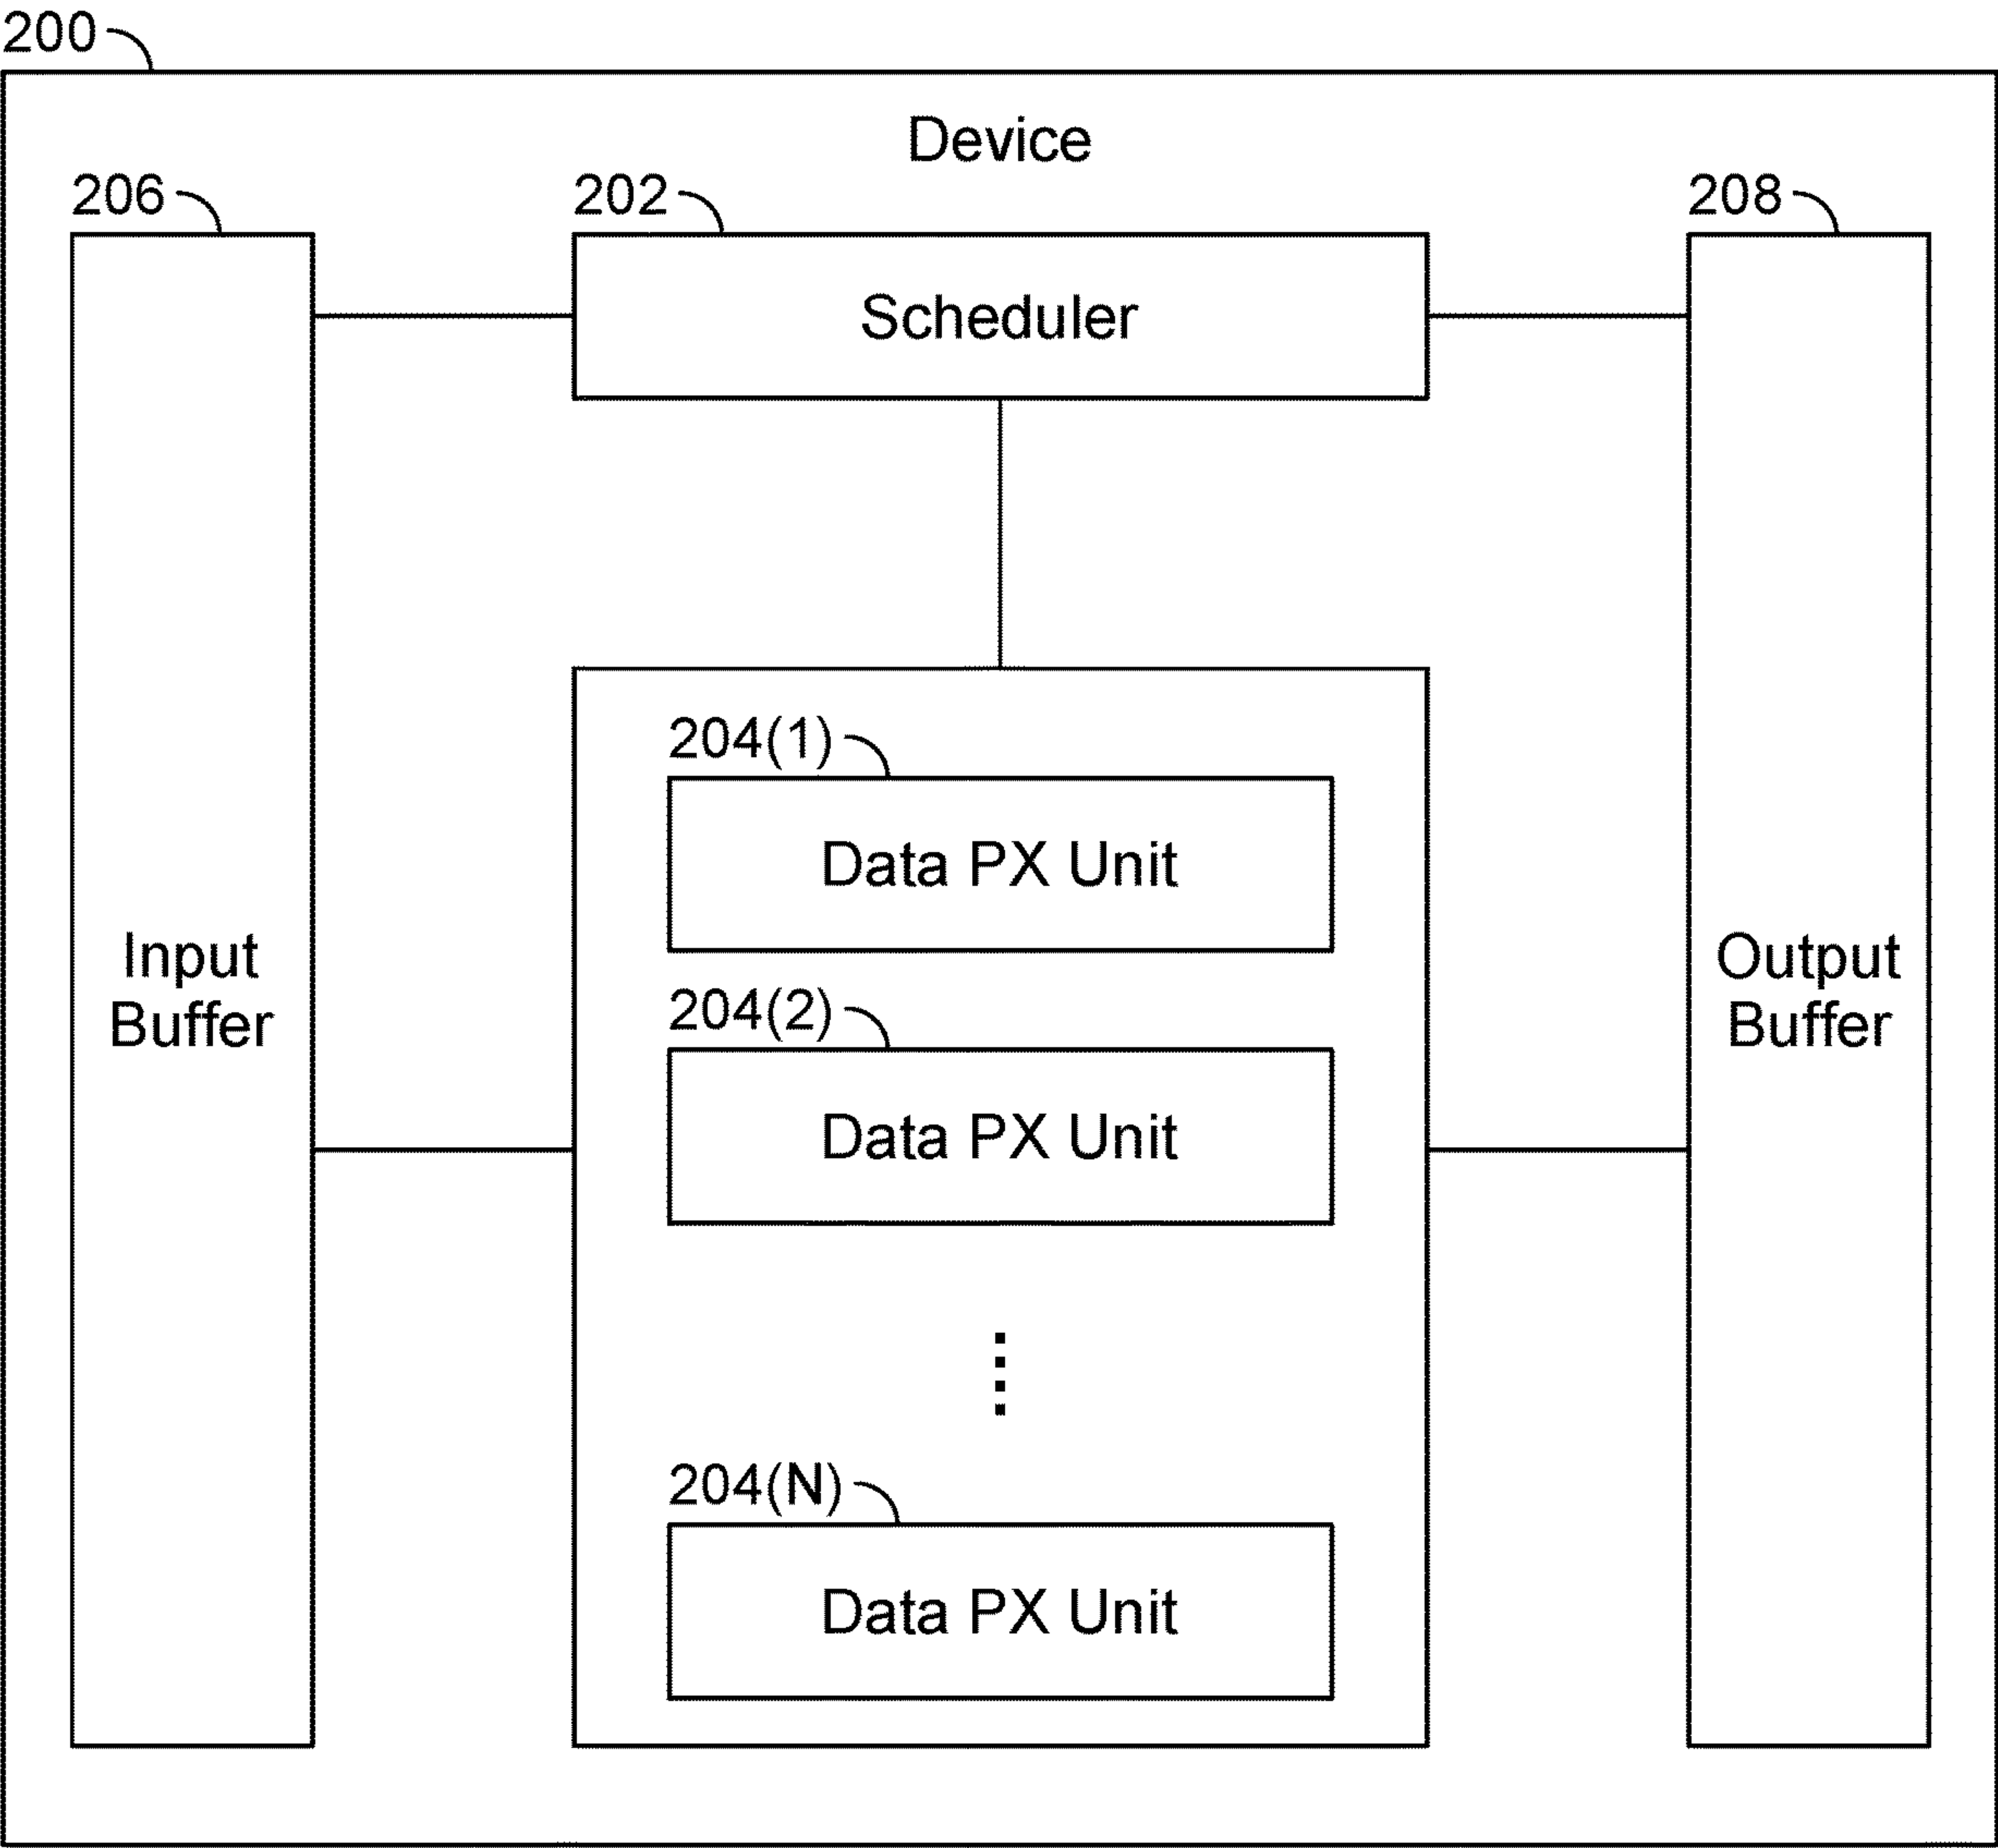 200
Device
206
202
208
Scheduler
204(1)
Data PX Unit
Input
Buffer
Output
Buffer
204(2)
Data PX Unit
204(N)
Data PX Unit